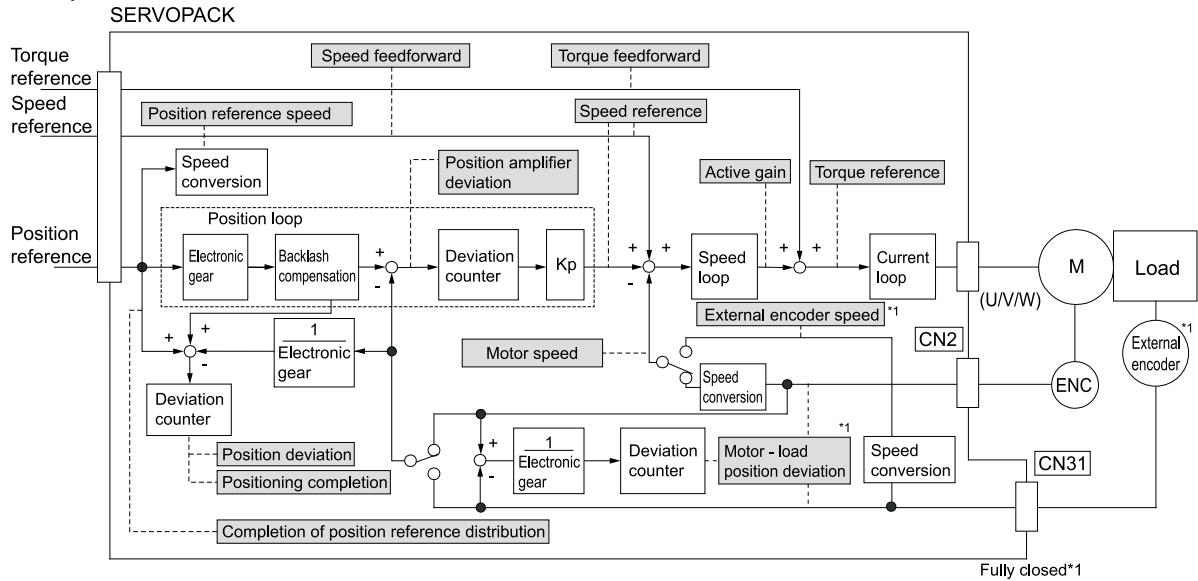 SERVOPACK
Torque
reference
Speed
reference
Position
reference
Speed feedforward
Torque feedforward
Position reference speed
Speed reference
Speed
conversion
Position amplifier
deviation
Active gain
Torque reference
Position loop
Electronic
gear
Backlash
compensation
+
-
Deviation
counter
Kp
+
+
-
Speed
loop
+
+
Current
loop
(U/V/W)
M
Load
External encoder speed *1
CN2
*1
External
encoder
+
+
-
1
Electronic
gear
Motor speed
Speed
conversion
ENC
Deviation
counter
Position deviation
Positioning completion
+
-
1
Electronic
gear
Deviation
counter
*1
Motor - load
position deviation
Speed
conversion
CN31
Completion of position reference distribution
Fully closed*1